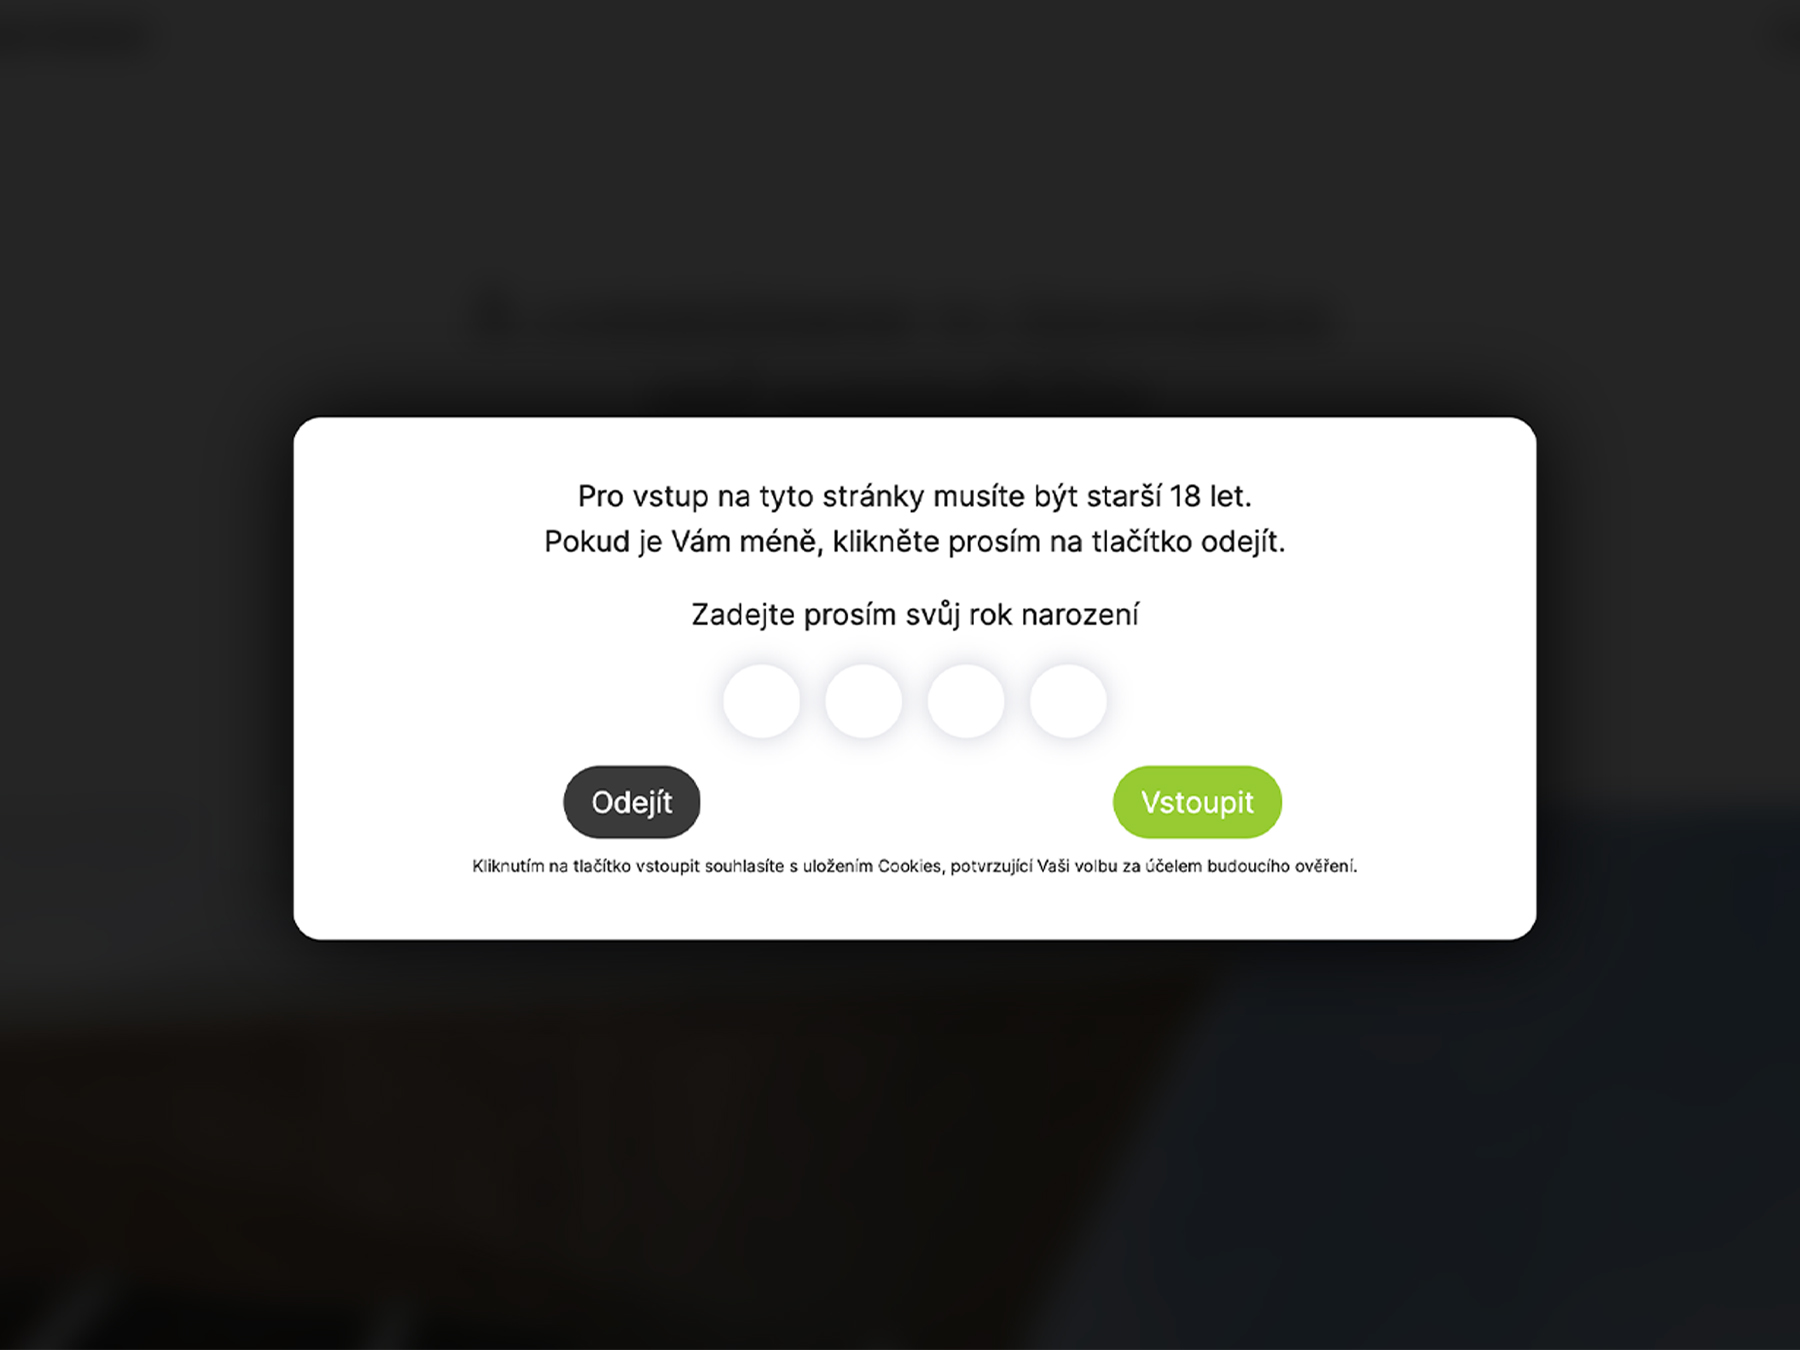 Pro vstup na tyto stránky musíte být starší 18 let.
Pokud je Vám méně, klikněte prosím na tlačítko odejít.
Zadejte prosím svůj rok narození
Odejít
Vstoupit
Kliknutím na tlačítko vstoupit souhlasíte s uložením Cookies, potvrzující Vaši volbu za účelem budoucího ověření.